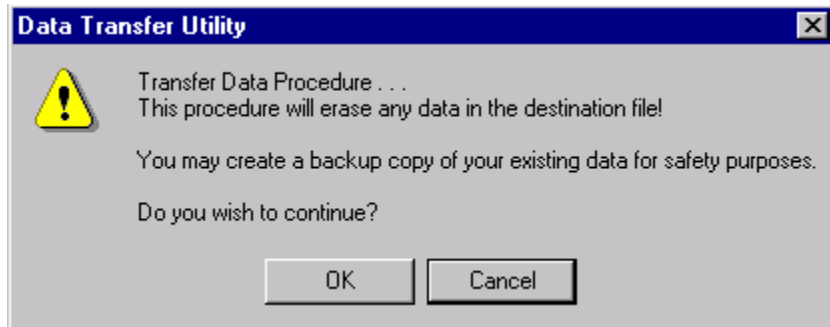 Data Transfer Utility
Transfer Data Procedure . . .
This procedure will erase any data in the destination file!
You may create a backup copy of your existing data for safety purposes.
Do you wish to continue?
OK
Cancel